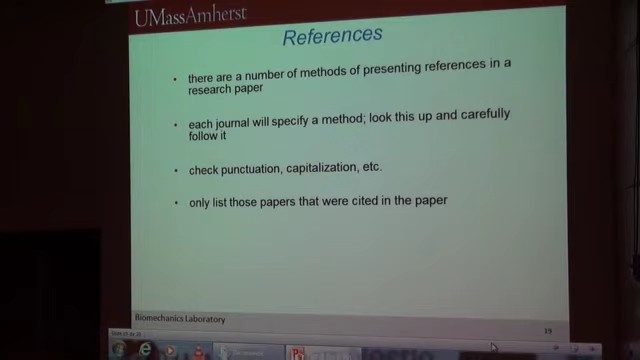 UMassAmherst
References
• there are a number of methods of presenting references in a
research paper
• each journal will specify a method; look this up and carefully
follow it
• check punctuation, capitalization, etc.
• only list those papers that were cited in the paper
Biomechanics Laboratory
19